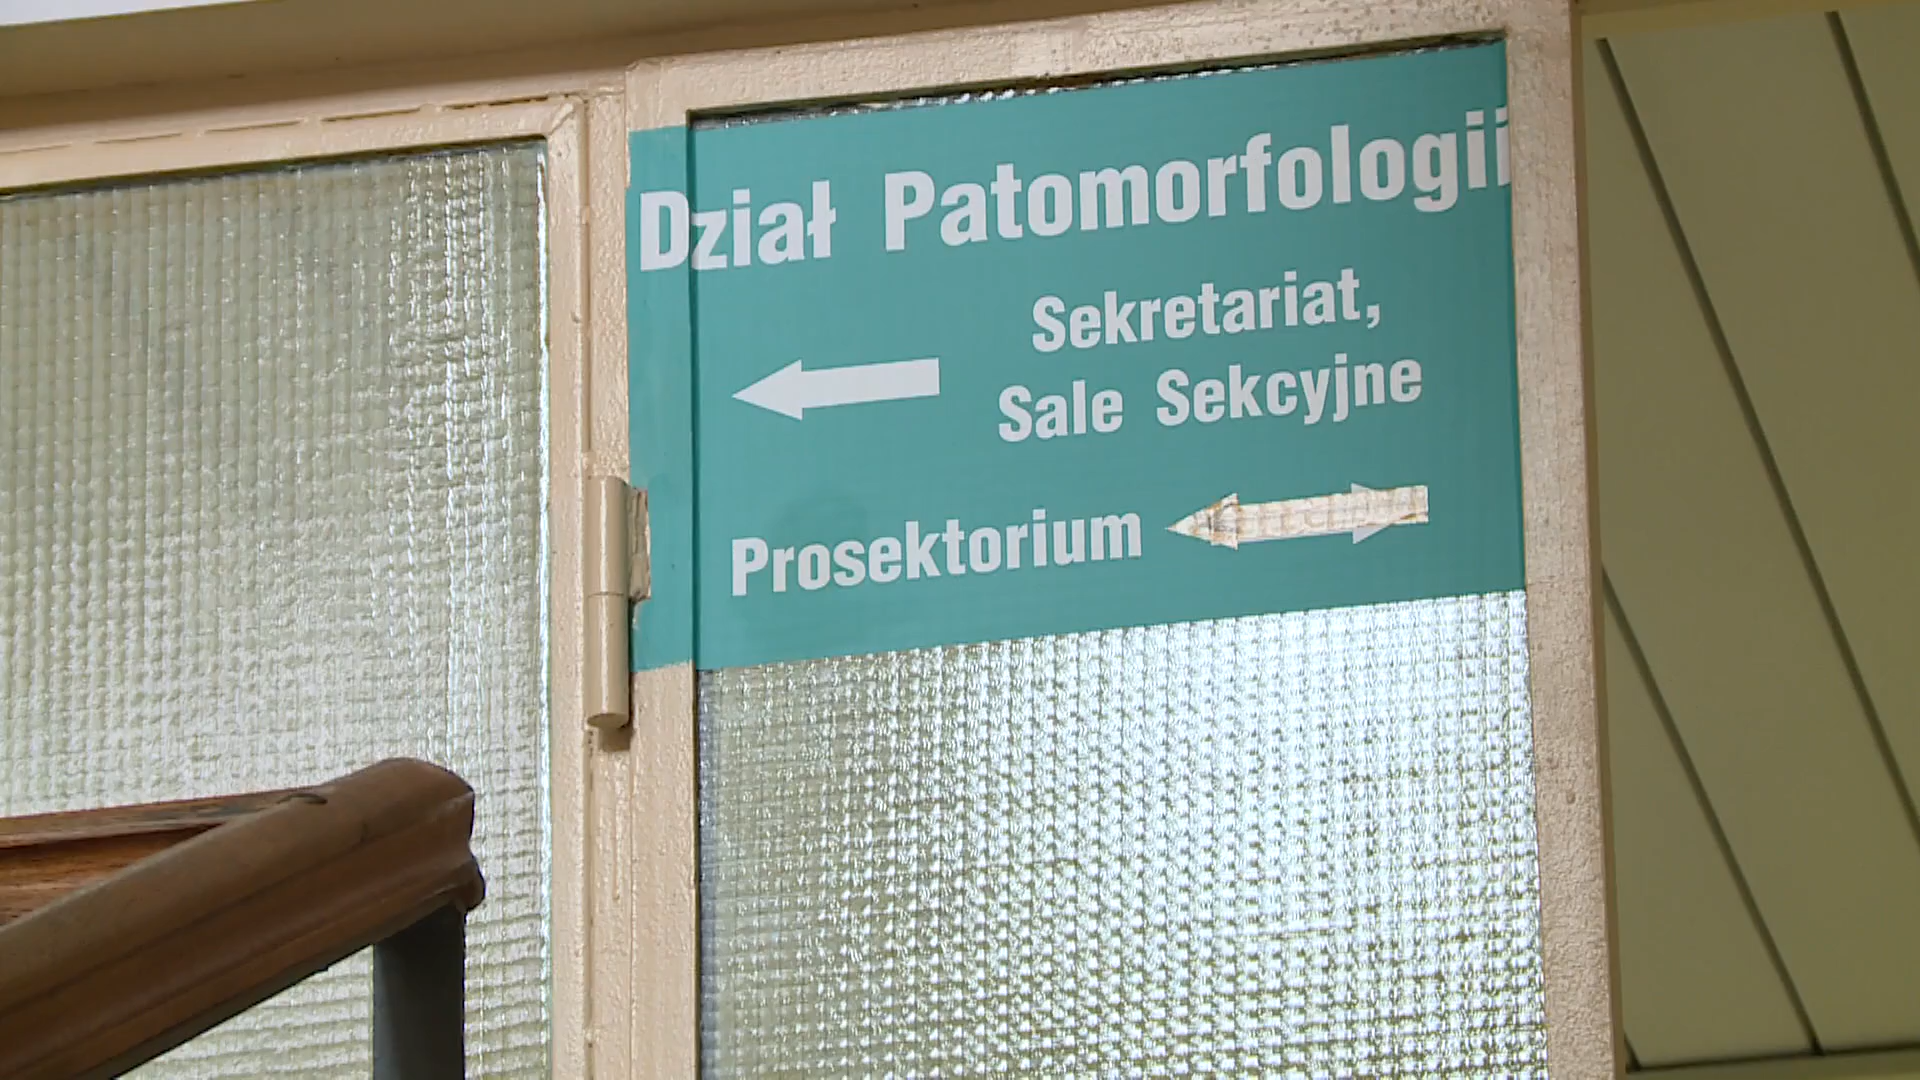 Dział Patomorfologii
Sekretariat,
Sale Sekcyjne
Prosektorium